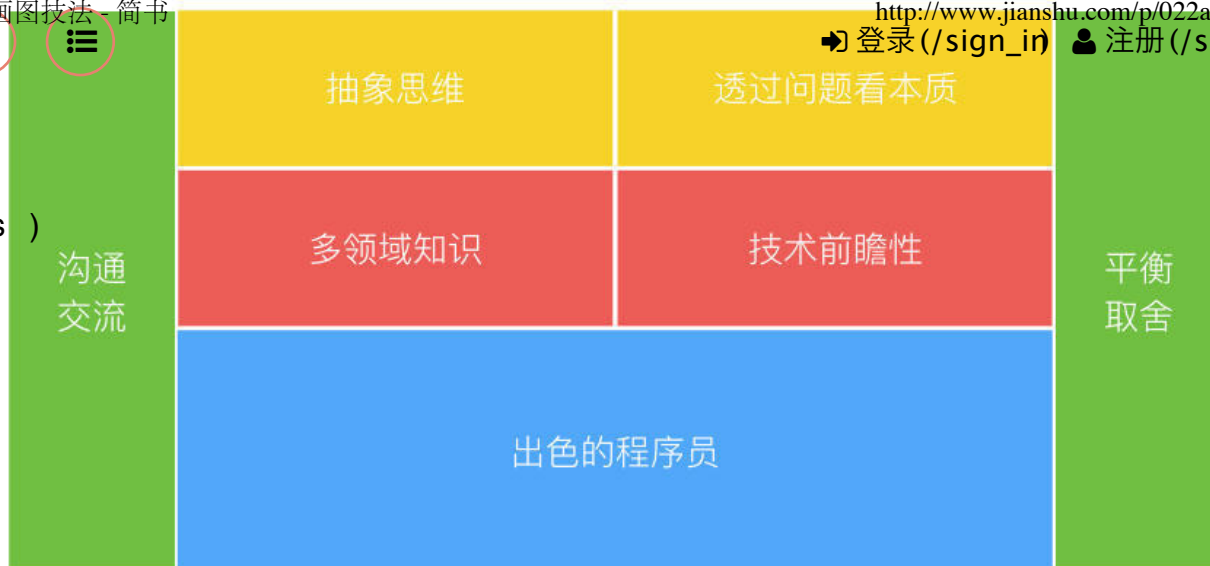 画图技法 - 简书
http://www.jianshu.com/p/022a
登录(/sign_in)
注册(/s
抽象思维
透过问题看本质
s )
多领域知识
技术前瞻性
沟通
交流
平衡
取舍
出色的程序员